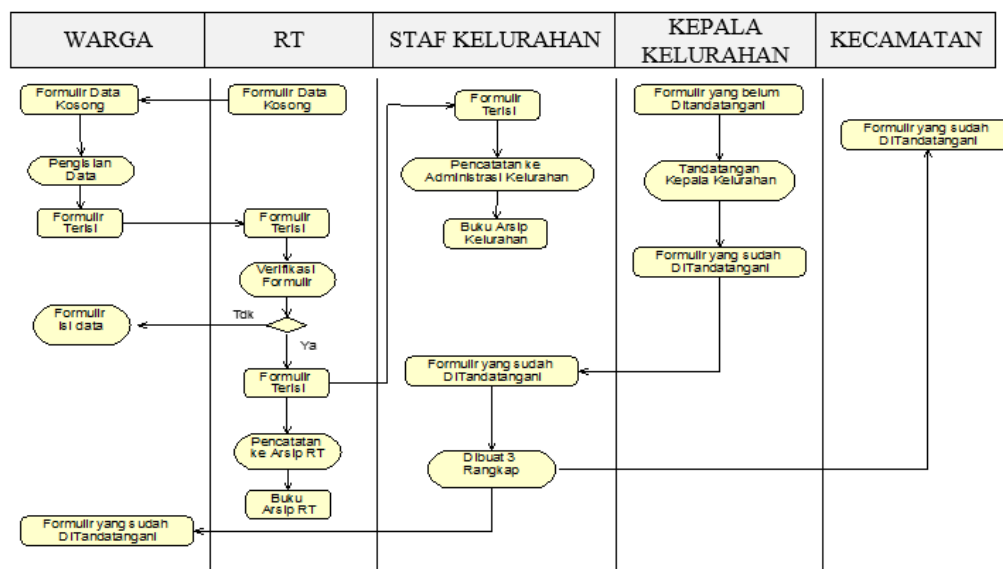 WARGA
RT
STAF KELURAHAN
KEPALA
KELURAHAN
KECAMATAN
Formulir Data
Kosong
Formulir Data
Kosong
Pengisian
Data
Formulir
Terisi
Formulir
Terisi
Verifikasi
Formulir
Tdk
Formulir
Isi data
Ya
Formulir
Terisi
Pencatatan
ke Arsip RT
Buku
Arsip RT
Formulir
Terisi
Pencatatan ke
Administrasi Kelurahan
Buku Arsip
Kelurahan
Formulir yang belum
Ditandatangani
Tandatangan
Kepala Kelurahan
Formulir yang sudah
DITandatangani
Formulir yang sudah
DITandatangani
Dibuat 3
Rangkap
Formulir yang sudah
DITandatangani
Formulir yang sudah
DITandatangani